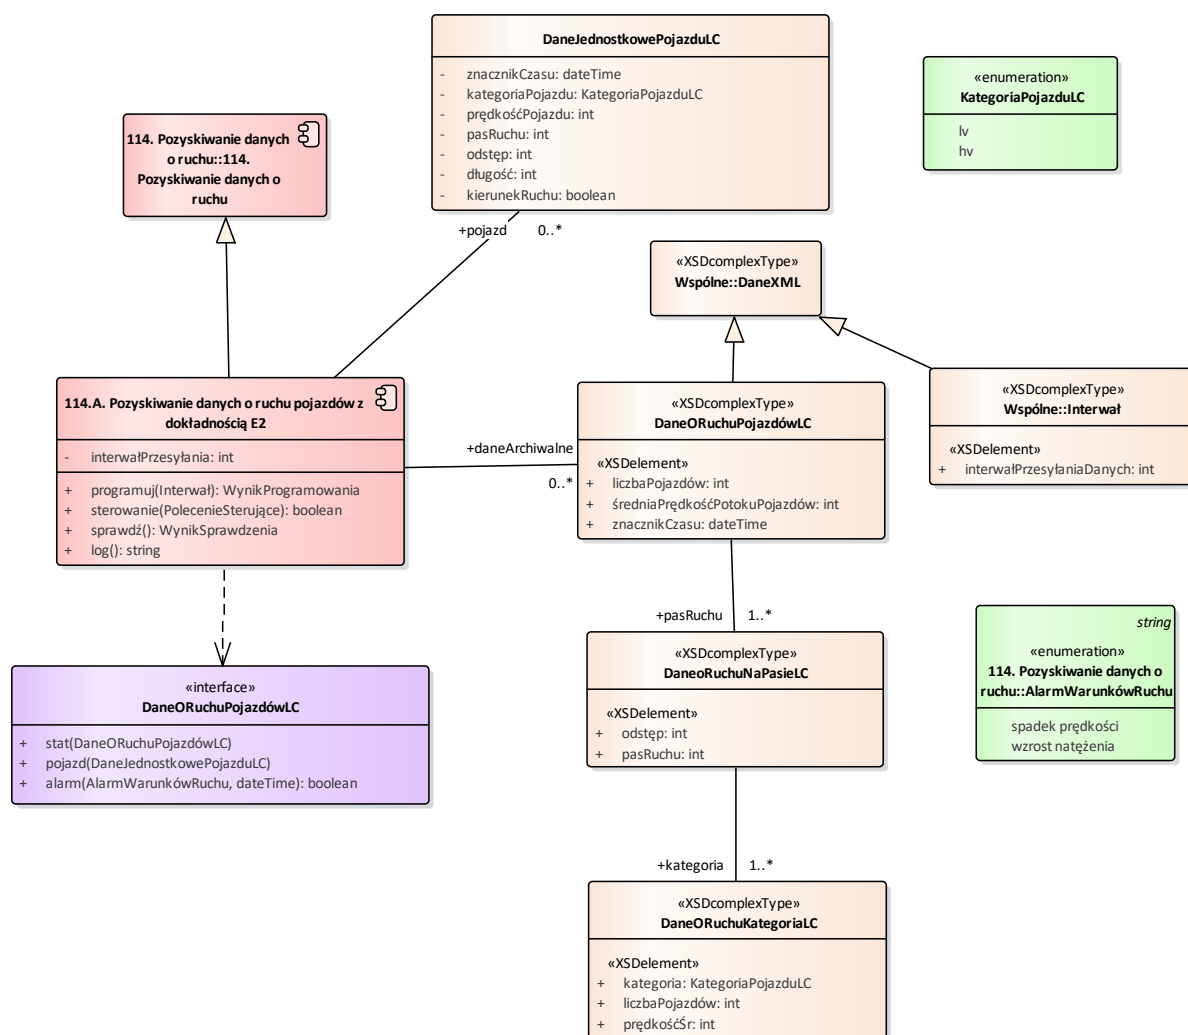 DaneJednostkowePojazduLC
- znacznikCzasu: dateTime
- kategoriaPojazdu: KategoriaPojazduLC
- prędkośćPojazdu: int
- pasRuchu: int
- odstęp: int
- długość: int
- kierunekRuchu: boolean
«enumeration»
KategoriaPojazduLC
lv
hv
114. Pozyskiwanie danych
o ruchu::114.
Pozyskiwanie danych o
ruchu
+pojazd 0..*
«XSDcomplexType»
Wspólne::DaneXML
114.A. Pozyskiwanie danych o ruchu pojazdów z
dokładnością E2
- interwałPrzesyłania: int
+ programuj(Interwał): WynikProgramowania
+ sterowanie(PolecenieSterujące): boolean
+ sprawdź(): WynikSprawdzenia
+ log(): string
+daneArchiwalne
0..*
«XSDcomplexType»
DaneORuchuPojazdówLC
«XSDelement»
+ liczbaPojazdów: int
+ średniaPrędkośćPotokuPojazdów: int
+ znacznikCzasu: dateTime
«XSDcomplexType»
Wspólne::Interwał
«XSDelement»
+ interwałPrzesyłaniaDanych: int
+pasRuchu 1..*
«interface»
DaneORuchuPojazdówLC
+ stat(DaneORuchuPojazdówLC)
+ pojazd(DaneJednostkowePojazduLC)
+ alarm(AlarmWarunkówRuchu, dateTime): boolean
«XSDcomplexType»
DaneoRuchuNaPasieLC
«XSDelement»
+ odstęp: int
+ pasRuchu: int
string
«enumeration»
114. Pozyskiwanie danych o
ruchu::AlarmWarunkówRuchu
spadek prędkości
wzrost natężenia
+kategoria 1..*
«XSDcomplexType»
DaneORuchuKategoriaLC
«XSDelement»
+ kategoria: KategoriaPojazduLC
+ liczbaPojazdów: int
+ prędkośćŚr: int